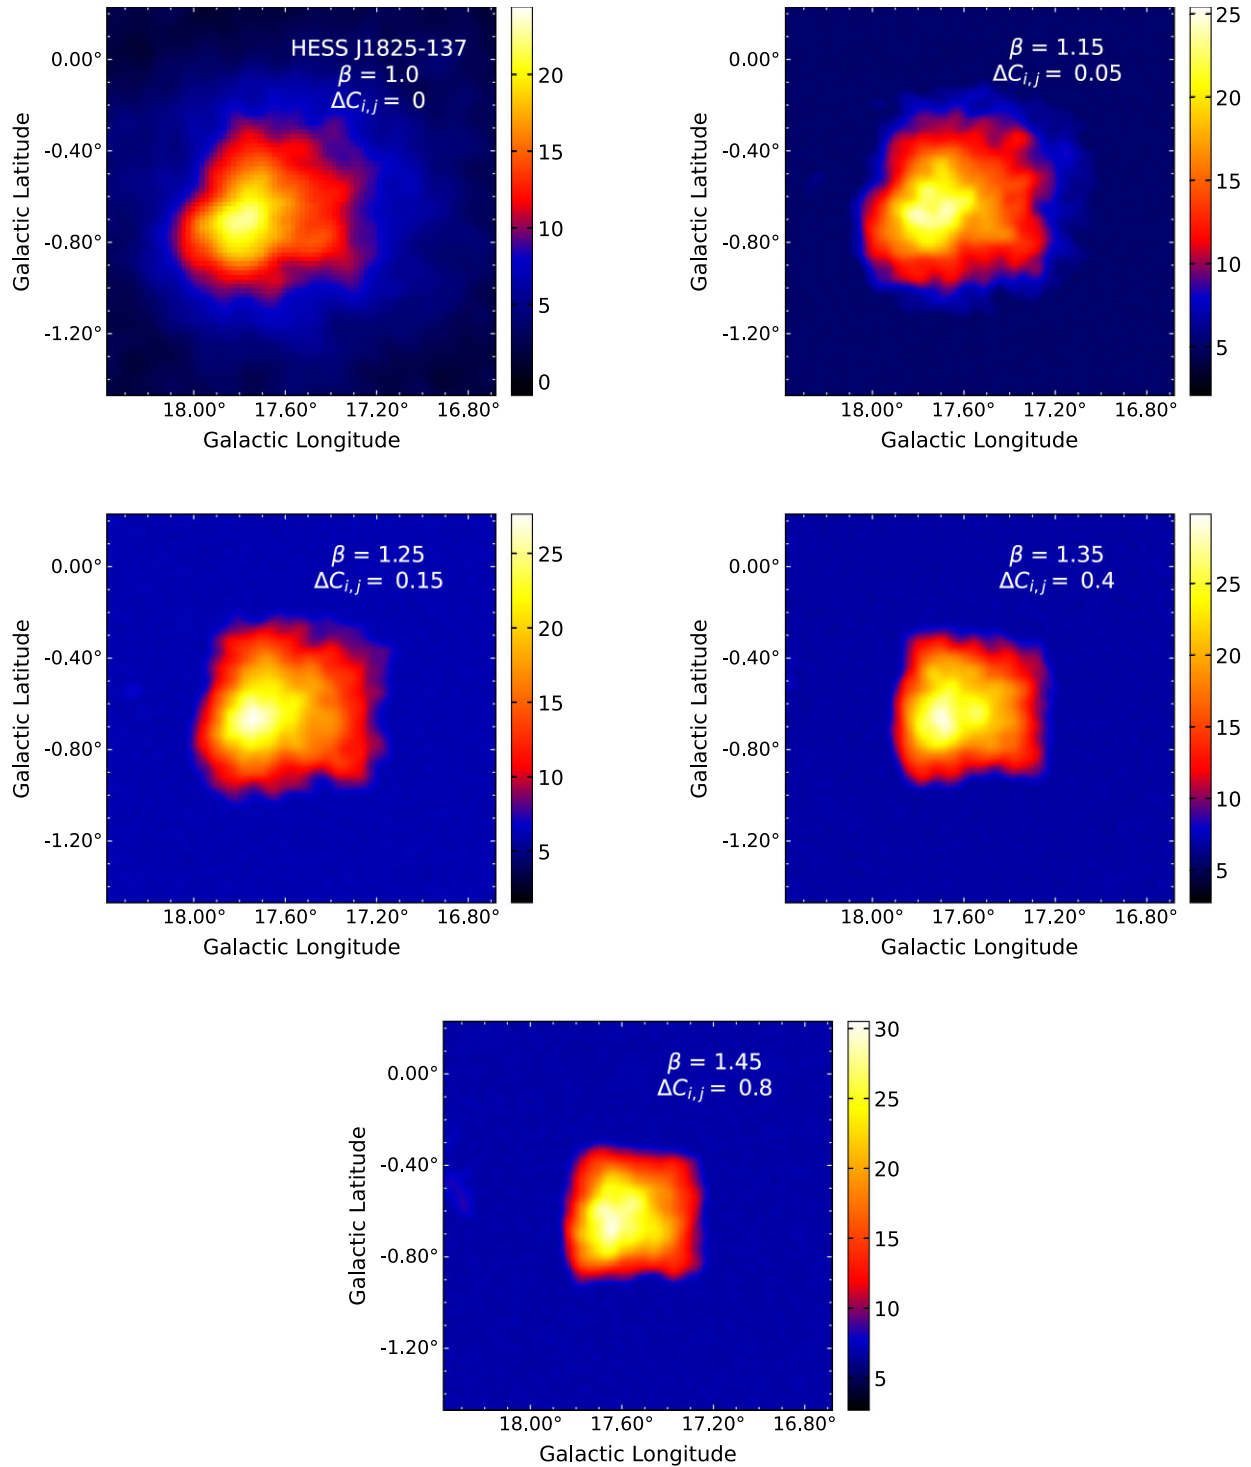 HESS J1825-137
β = 1.0
ΔC_{i,j} = 0
0.00°
-0.40°
-0.80°
-1.20°
Galactic Latitude
18.00° 17.60° 17.20° 16.80°
Galactic Longitude
20
15
10
5
0
β = 1.15
ΔC_{i,j} = 0.05
0.00°
-0.40°
-0.80°
-1.20°
Galactic Latitude
18.00° 17.60° 17.20° 16.80°
Galactic Longitude
25
20
15
10
5
β = 1.25
ΔC_{i,j} = 0.15
0.00°
-0.40°
-0.80°
-1.20°
Galactic Latitude
18.00° 17.60° 17.20° 16.80°
Galactic Longitude
25
20
15
10
5
β = 1.35
ΔC_{i,j} = 0.4
0.00°
-0.40°
-0.80°
-1.20°
Galactic Latitude
18.00° 17.60° 17.20° 16.80°
Galactic Longitude
25
20
15
10
5
β = 1.45
ΔC_{i,j} = 0.8
0.00°
-0.40°
-0.80°
-1.20°
Galactic Latitude
18.00° 17.60° 17.20° 16.80°
Galactic Longitude
30
25
20
15
10
5